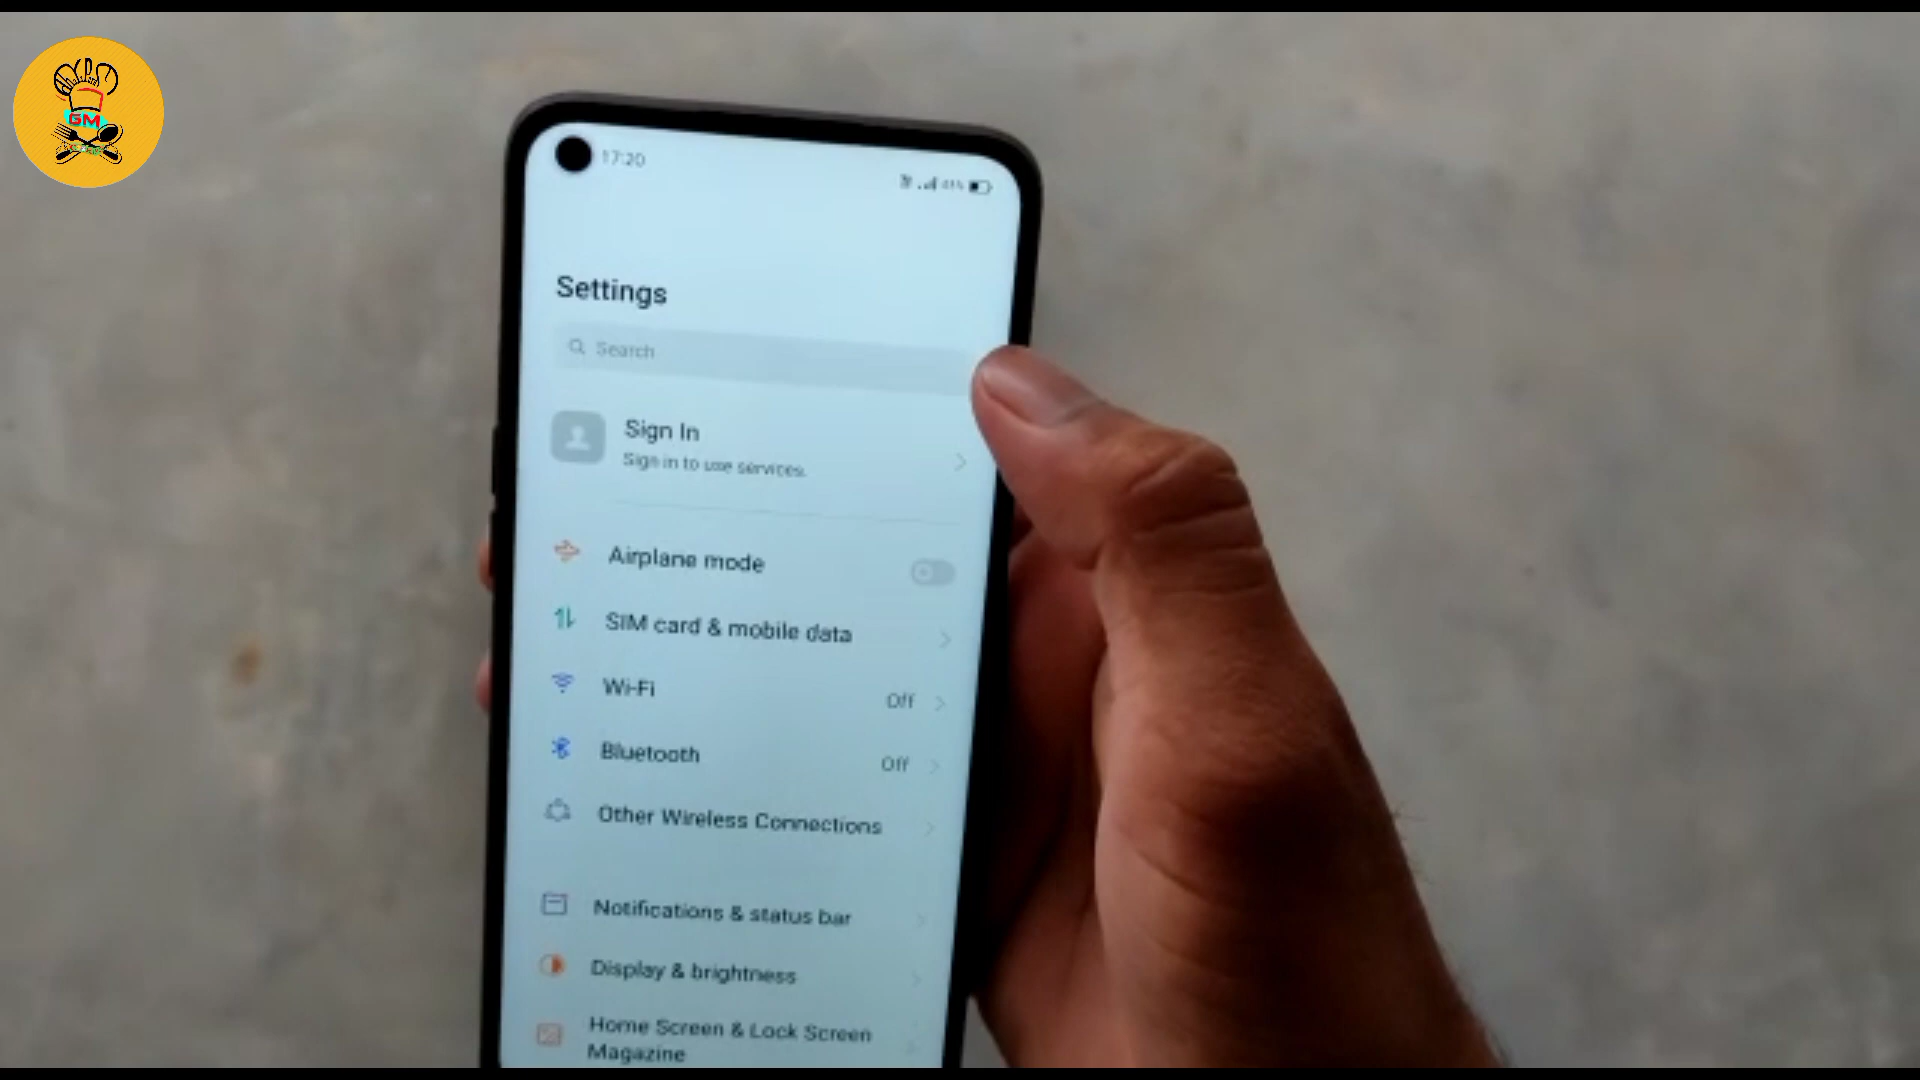 GM
17:20
Settings
Search
Sign In
Sign in to use services.
Airplane mode
SIM card & mobile data
Wi-Fi
Off
Bluetooth
Off
Other Wireless Connections
Notifications & status bar
Display & brightness
Home Screen & Lock Screen
Magazine